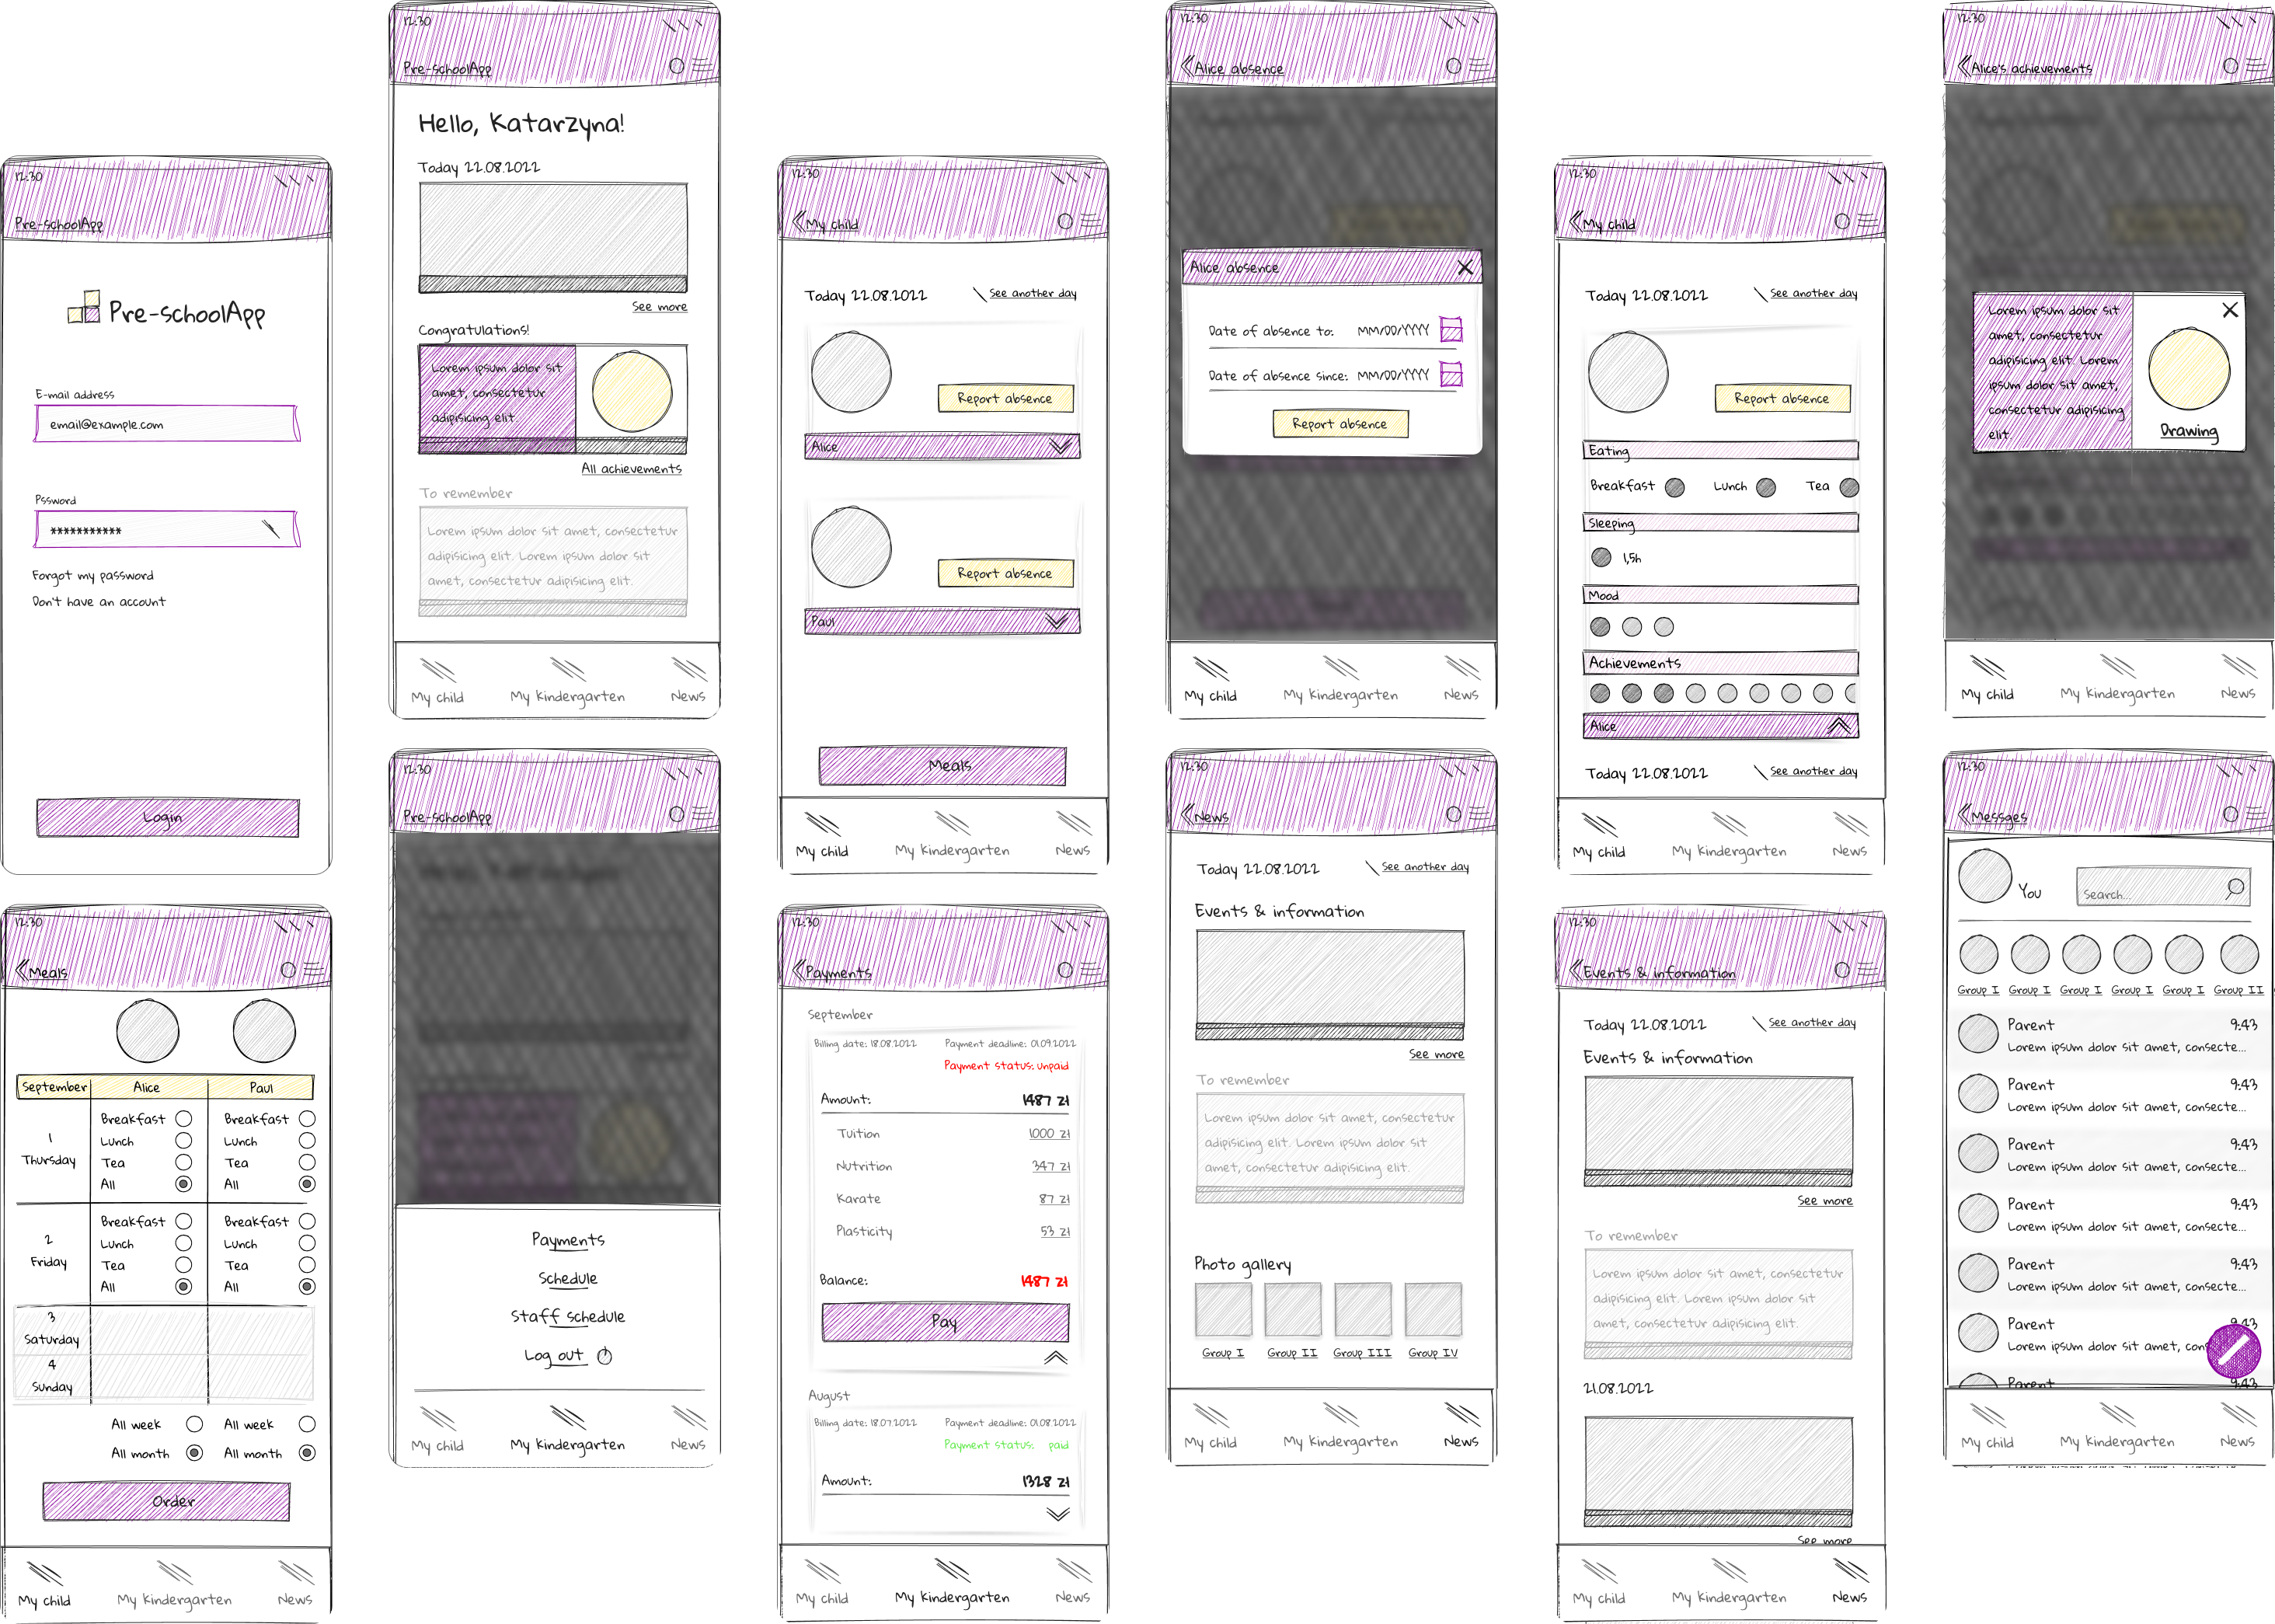 12:30
Pre-schoolApp
Pre-schoolApp
E-mail address
email@example.com
Pssword
***********
Forgot my password
Don't have an account
Login
12:30
Pre-schoolApp
Hello, Katarzyna!
Today 22.08.2022
See more
Congratulations!
Lorem ipsum dolor sit
amet, consectetur
adipisicing elit.
All achievements
To remember
Lorem ipsum dolor sit amet, consectetur
adipisicing elit. Lorem ipsum dolor sit
amet, consectetur adipisicing elit.
My child My kindergarten News
12:30
My child
Today 22.08.2022 See another day
Report absence
Alice
Report absence
Paul
Meals
My child My kindergarten News
12:30
Alice absence
Alice absence
Date of absence to: MM/DD/YYYY
Date of absence since: MM/DD/YYYY
Report absence
My child My kindergarten News
12:30
My child
Today 22.08.2022 See another day
Report absence
Eating
Breakfast Lunch Tea
Sleeping
1,5h
Mood
Achievements
Alice
Today 22.08.2022 See another day
My child My kindergarten News
12:30
Alice's achievements
Lorem ipsum dolor sit
amet, consectetur
adipisicing elit. Lorem
ipsum dolor sit amet,
consectetur adipisicing
elit.
Drawing
My child My kindergarten News
12:30
Meals
September Alice Paul
1
Thursday
Breakfast Breakfast
Lunch Lunch
Tea Tea
All All
2
Friday
Breakfast Breakfast
Lunch Lunch
Tea Tea
All All
3
Saturday
4
Sunday
All week All week
All month All month
Order
My child My kindergarten News
12:30
Pre-schoolApp
Payments
Schedule
Staff schedule
Log out
My child My kindergarten News
12:30
Payments
September
Billing date: 18.08.2022 Payment deadline: 01.09.2022
Payment status: unpaid
Amount: 1487 zł
Tuition 1000 zł
Nutrition 347 zł
Karate 87 zł
Plasticity 53 zł
Balance: 1487 zł
Pay
August
Billing date: 18.07.2022 Payment deadline: 01.08.2022
Payment status: paid
Amount: 1328 zł
My child My kindergarten News
12:30
News
Today 22.08.2022 See another day
Events & information
See more
To remember
Lorem ipsum dolor sit amet, consectetur
adipisicing elit. Lorem ipsum dolor sit
amet, consectetur adipisicing elit.
Photo gallery
Group I Group II Group III Group IV
My child My kindergarten News
12:30
Events & information
Today 22.08.2022 See another day
Events & information
See more
To remember
Lorem ipsum dolor sit amet, consectetur
adipisicing elit. Lorem ipsum dolor sit
amet, consectetur adipisicing elit.
21.08.2022
See more
My child My kindergarten News
12:30
Messges
You
Search...
Group I Group I Group I Group I Group I Group II
Parent 9:43
Lorem ipsum dolor sit amet, consecte...
Parent 9:43
Lorem ipsum dolor sit amet, consecte...
Parent 9:43
Lorem ipsum dolor sit amet, consecte...
Parent 9:43
Lorem ipsum dolor sit amet, consecte...
Parent 9:43
Lorem ipsum dolor sit amet, consecte...
Parent 9:43
Lorem ipsum dolor sit amet, con
Parent 9:43
My child My kindergarten News